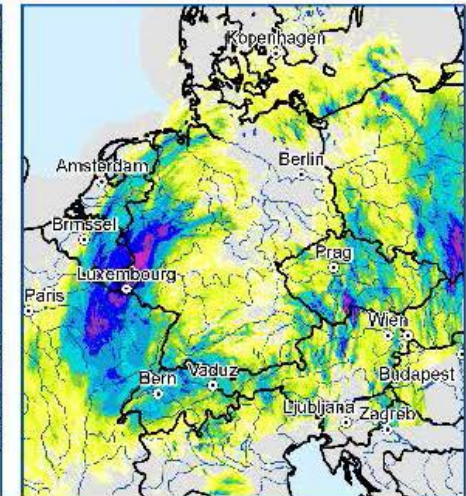 Kopenhagen
Berlin
Amsterdam
Brüssel
Prag
Luxembourg
Paris
Wien
Vaduz
Bern
Budapest
Ljubljana
Zagreb